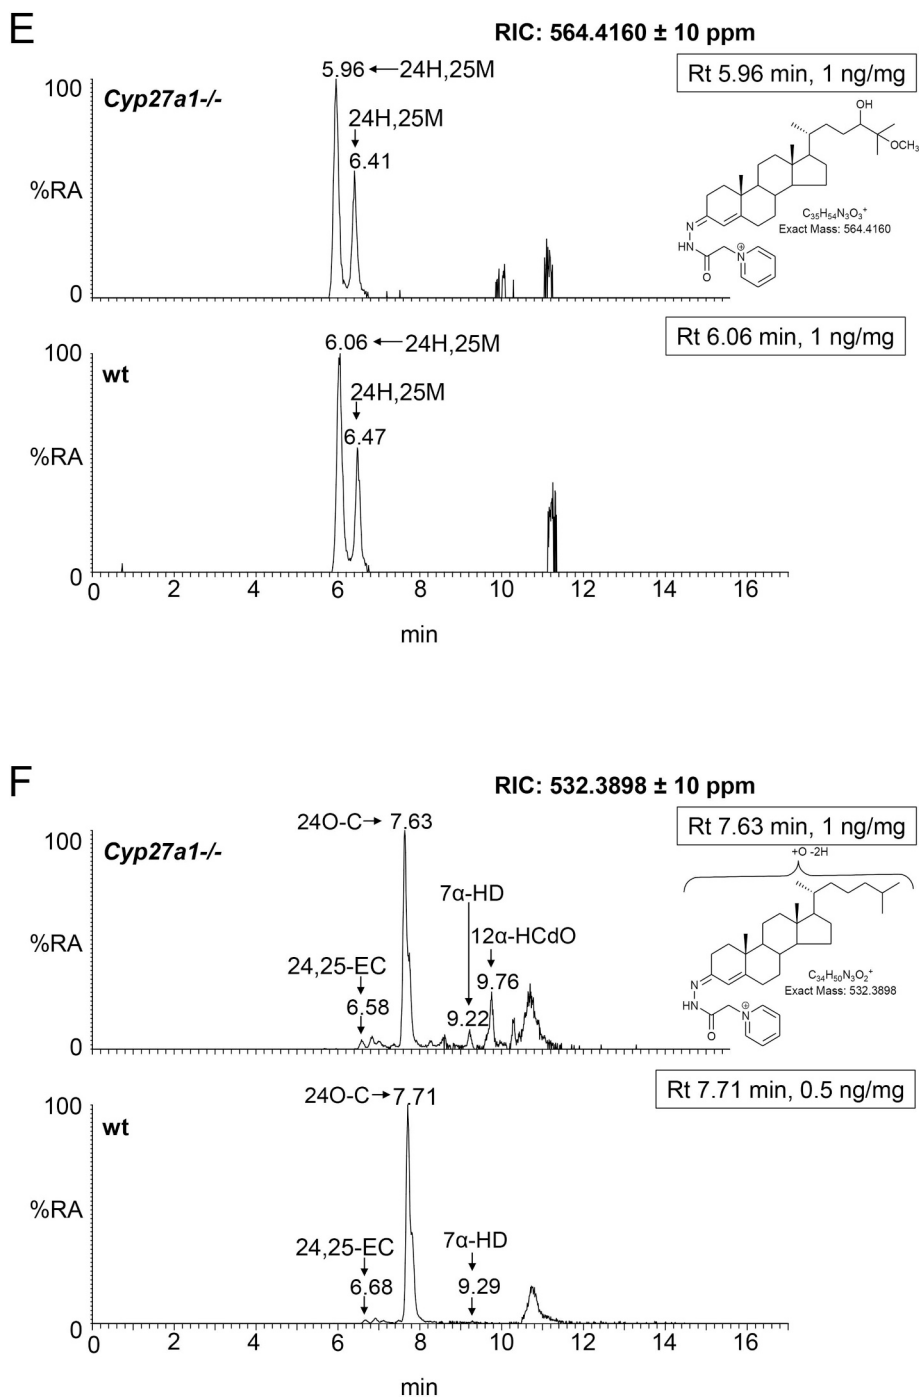 E
RIC: 564.4160 ± 10 ppm
Rt 5.96 min, 1 ng/mg
100
Cyp27a1-/-
5.96 ←24H,25M
24H,25M
6.41
%RA
0
OH
OCH3
C35H54N3O3+
Exact Mass: 564.4160
N
N
HN
N
+
O
Rt 6.06 min, 1 ng/mg
100
wt
6.06 ←24H,25M
24H,25M
6.47
%RA
0
0 2 4 6 8 10 12 14 16
min
F
RIC: 532.3898 ± 10 ppm
Rt 7.63 min, 1 ng/mg
100
Cyp27a1-/-
24O-C→ 7.63
7α-HD
12α-HCdO
9.76
24,25-EC
6.58
9.22
%RA
0
+O -2H
C34H50N3O2+
Exact Mass: 532.3898
N
HN
N
+
O
Rt 7.71 min, 0.5 ng/mg
100
wt
24O-C→7.71
24,25-EC
6.68
7α-HD
9.29
%RA
0
0 2 4 6 8 10 12 14 16
min